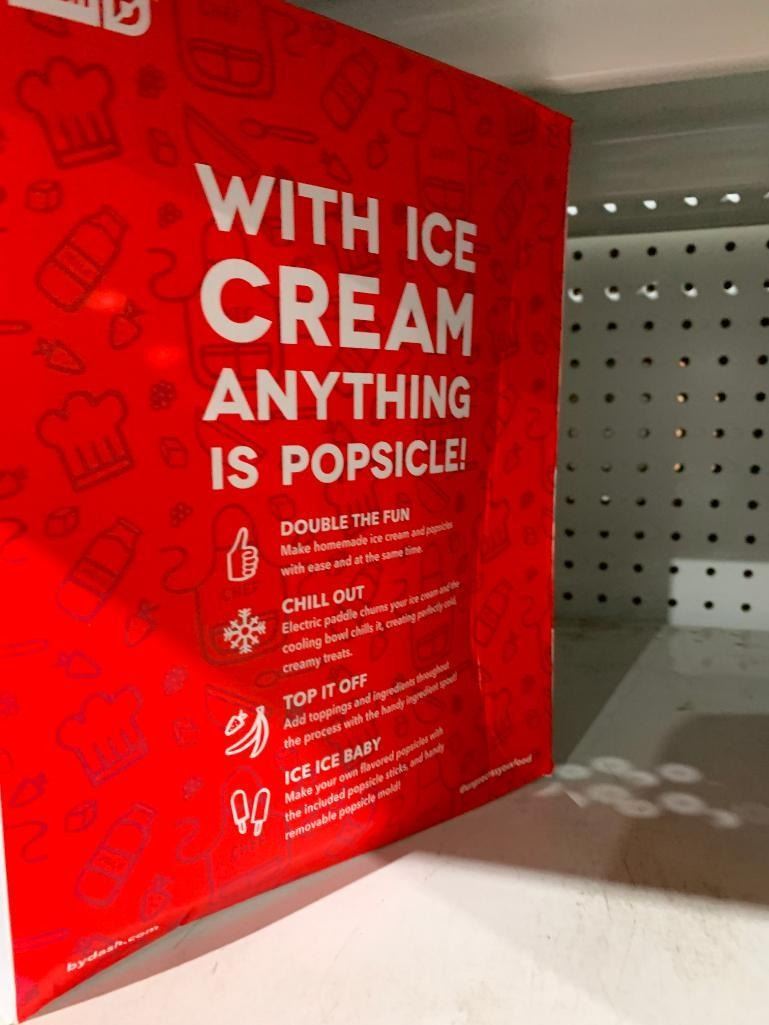 WITH ICE
CREAM
ANYTHING
IS POPSICLE!
DOUBLE THE FUN
Make homemade ice cream and popsicles
with ease and at the same time.
CHILL OUT
Electric paddle churns your ice cream and the
cooling bowl chills it, creating perfectly cold,
creamy treats.
TOP IT OFF
Add toppings and ingredients throughout
the process with the handy ingredient spout!
ICE ICE BABY
Make your own flavored popsicles with
the included popsicle sticks, and handy
removable popsicle mold!
@unprocessyourfood
bydash.com